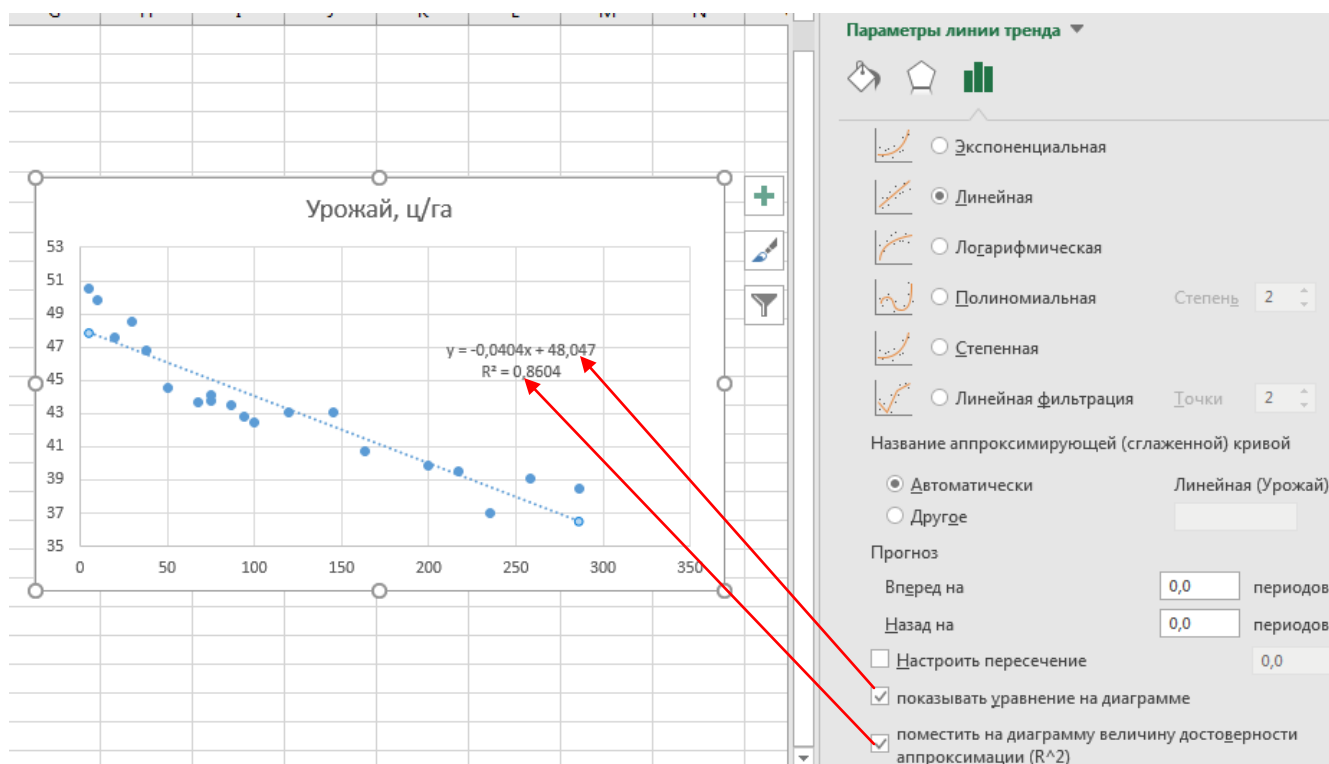 Параметры линии тренда
Экспоненциальная
Линейная
Логарифмическая
Полиномиальная Степень 2
Степенная
Линейная фильтрация Точки 2
Название аппроксимирующей (сглаженной) кривой
Автоматически Линейная (Урожай)
Другое
Прогноз
Вперед на 0,0 периодов
Назад на 0,0 периодов
Настроить пересечение 0,0
показывать уравнение на диаграмме
поместить на диаграмму величину достоверности
аппроксимации (R^2)
Урожай, ц/га
53
51
49
47
45
43
41
39
37
35
y = -0,0404x + 48,047
R² = 0,8604
0 50 100 150 200 250 300 350